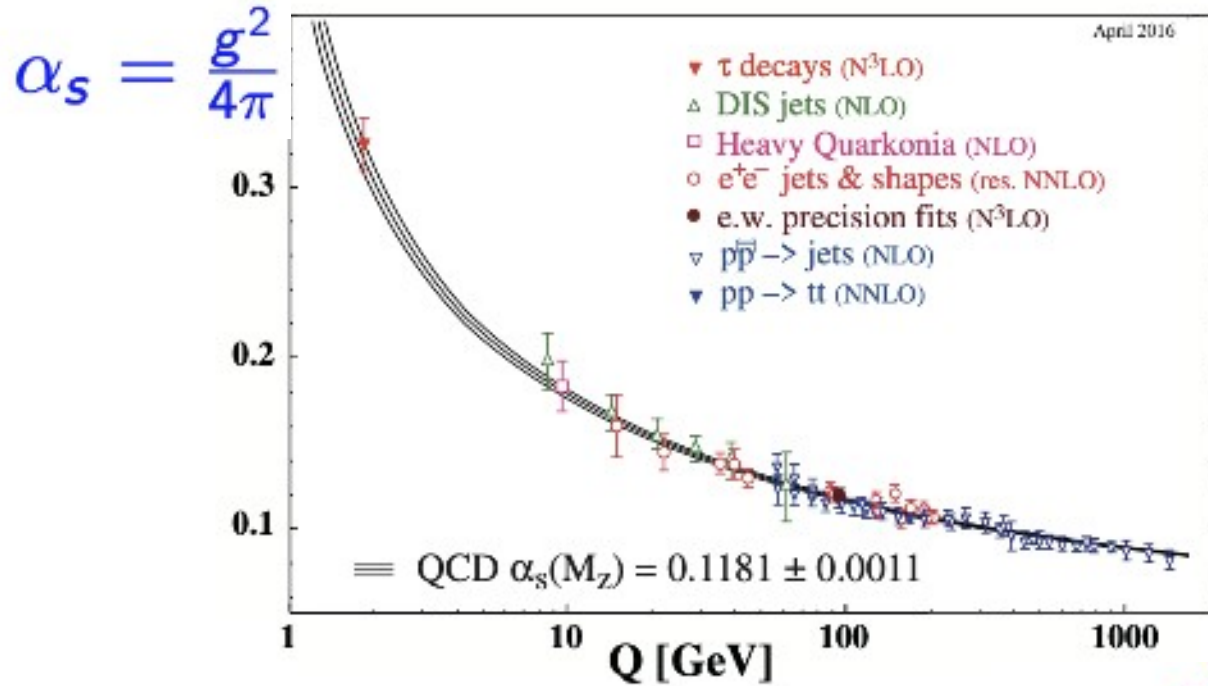 αs = g²/4π
April 2016
τ decays (N³LO)
DIS jets (NLO)
Heavy Quarkonia (NLO)
e⁺e⁻ jets & shapes (res. NNLO)
e.w. precision fits (N³LO)
pp̅ –> jets (NLO)
pp –> tt (NNLO)
0.3
0.2
0.1
QCD αs(Mz) = 0.1181 ± 0.0011
1 10 100 1000
Q [GeV]